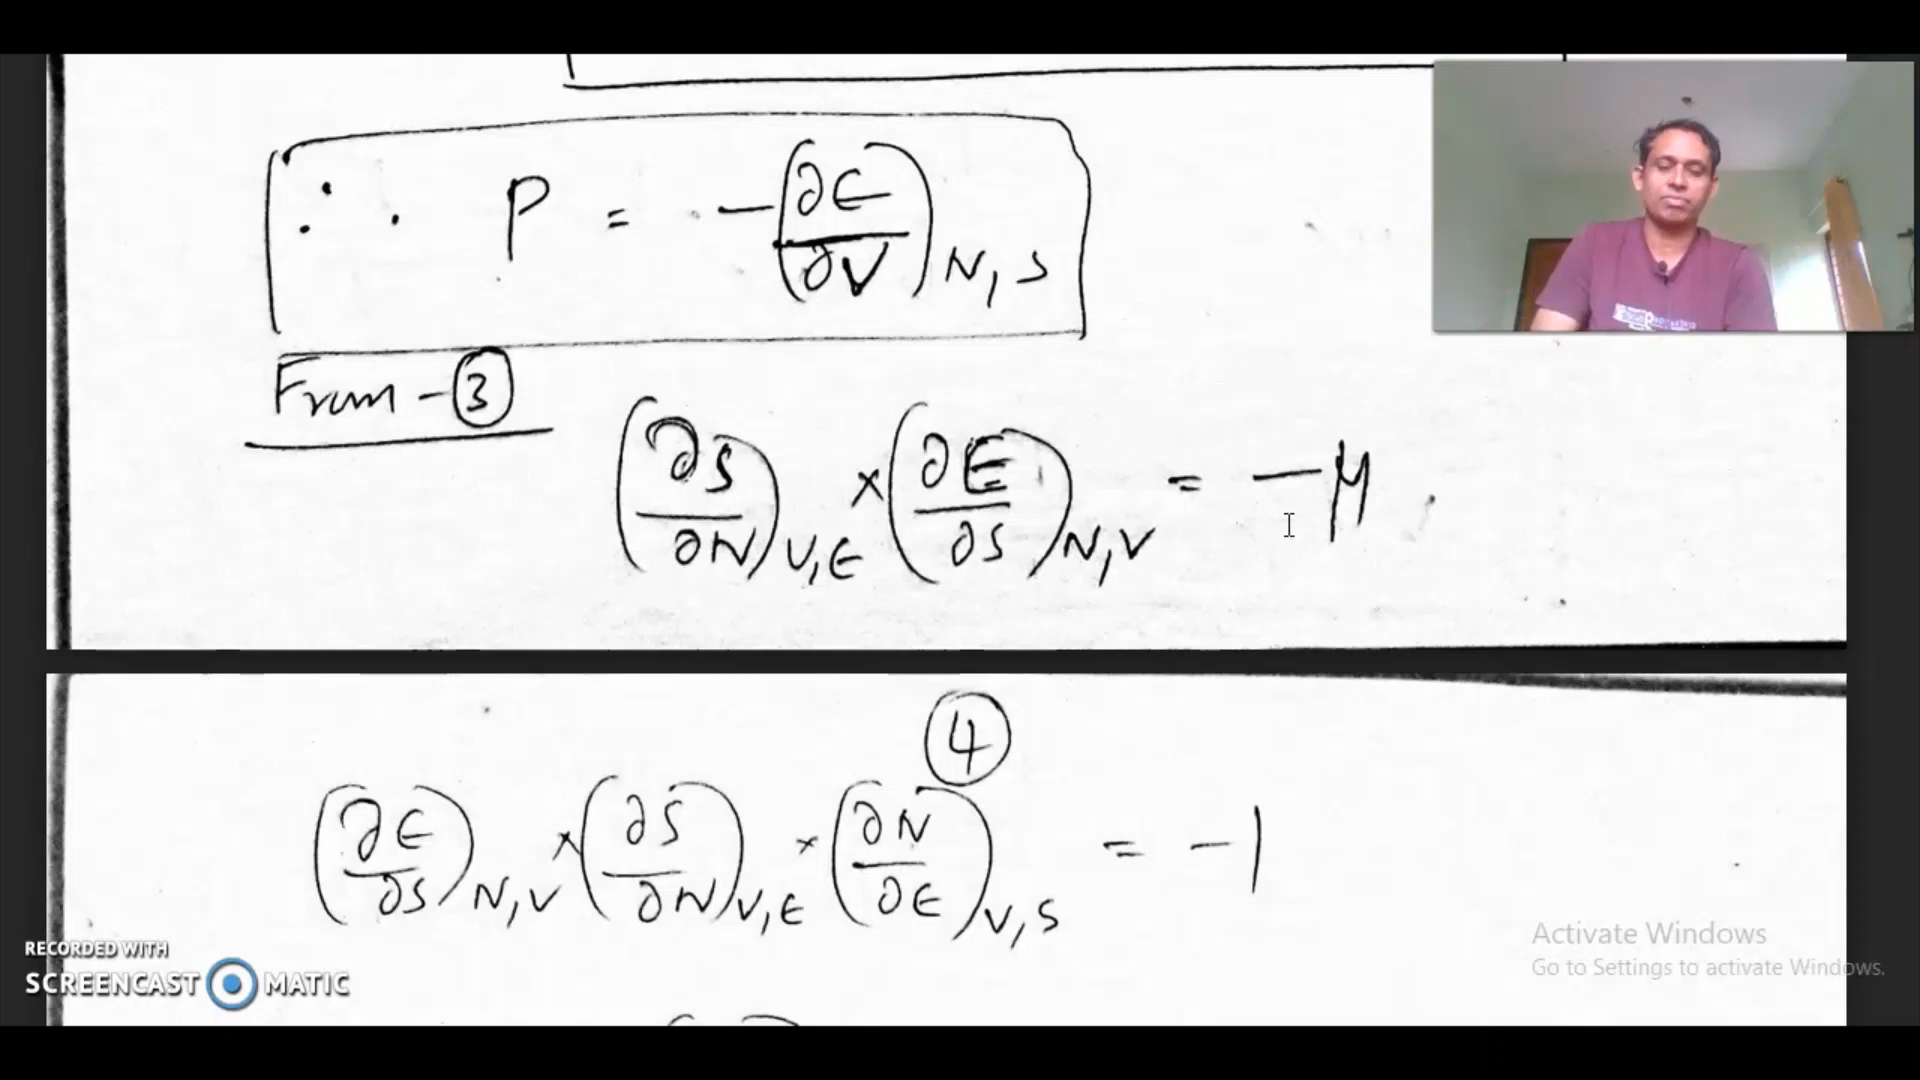 ∴ P = -(∂E/∂V)N,S
From - ③
(∂S/∂N)V,E × (∂E/∂S)N,V = -μ
④
(∂E/∂S)N,V × (∂S/∂N)V,E × (∂N/∂E)V,S = -1
RECORDED WITH
SCREENCAST MATIC
Activate Windows
Go to Settings to activate Windows.